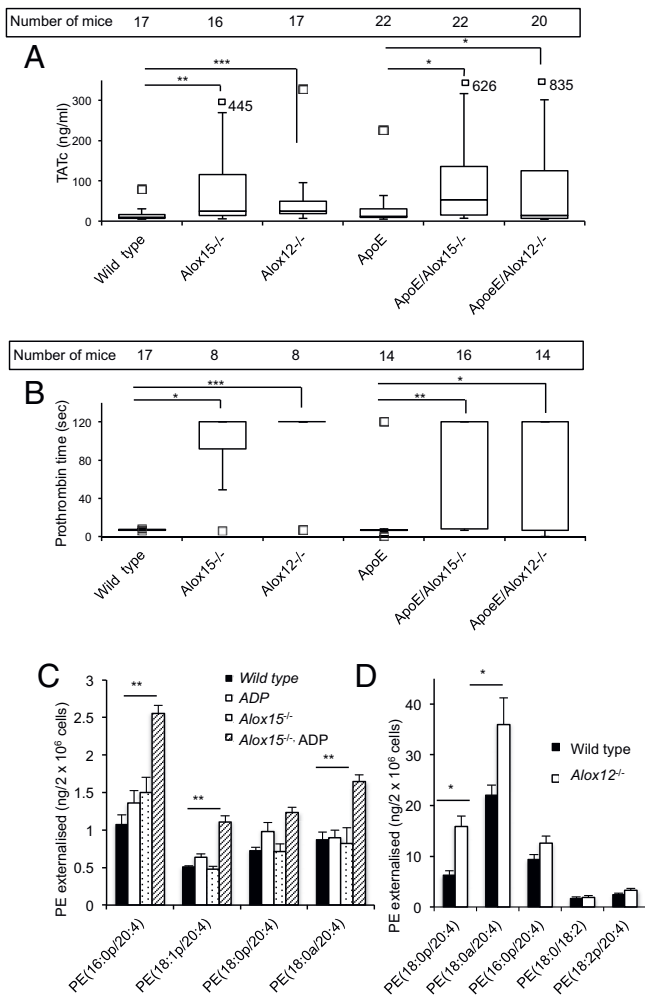 Number of mice 17 16 17 22 22 20
A
*
*** *
**
TATc (ng/ml)
300
200
100
0
445
626
835
Wild type
Alox15-/-
Alox12-/-
ApoE
ApoE/Alox15-/-
ApoeE/Alox12-/-
Number of mice 17 8 8 14 16 14
B
*** *
* **
Prothrombin time (sec)
120
80
40
0
Wild type
Alox15-/-
Alox12-/-
ApoE
ApoE/Alox15-/-
ApoeE/Alox12-/-
C
PE externalised (ng/2 x 10⁶ cells)
3
2.5
2
1.5
1
0.5
0
**
**
**
Wild type
ADP
Alox15-/-
Alox15-/-. ADP
PE(16:0p/20:4)
PE(18:1p/20:4)
PE(18:0p/20:4)
PE(18:0a/20:4)
D
PE externalised (ng/2 x 10⁶ cells)
40
30
20
10
0
*
*
Wild type
Alox12-/-
PE(18:0p/20:4)
PE(18:0a/20:4)
PE(16:0p/20:4)
PE(18:0/18:2)
PE(18:2p/20:4)